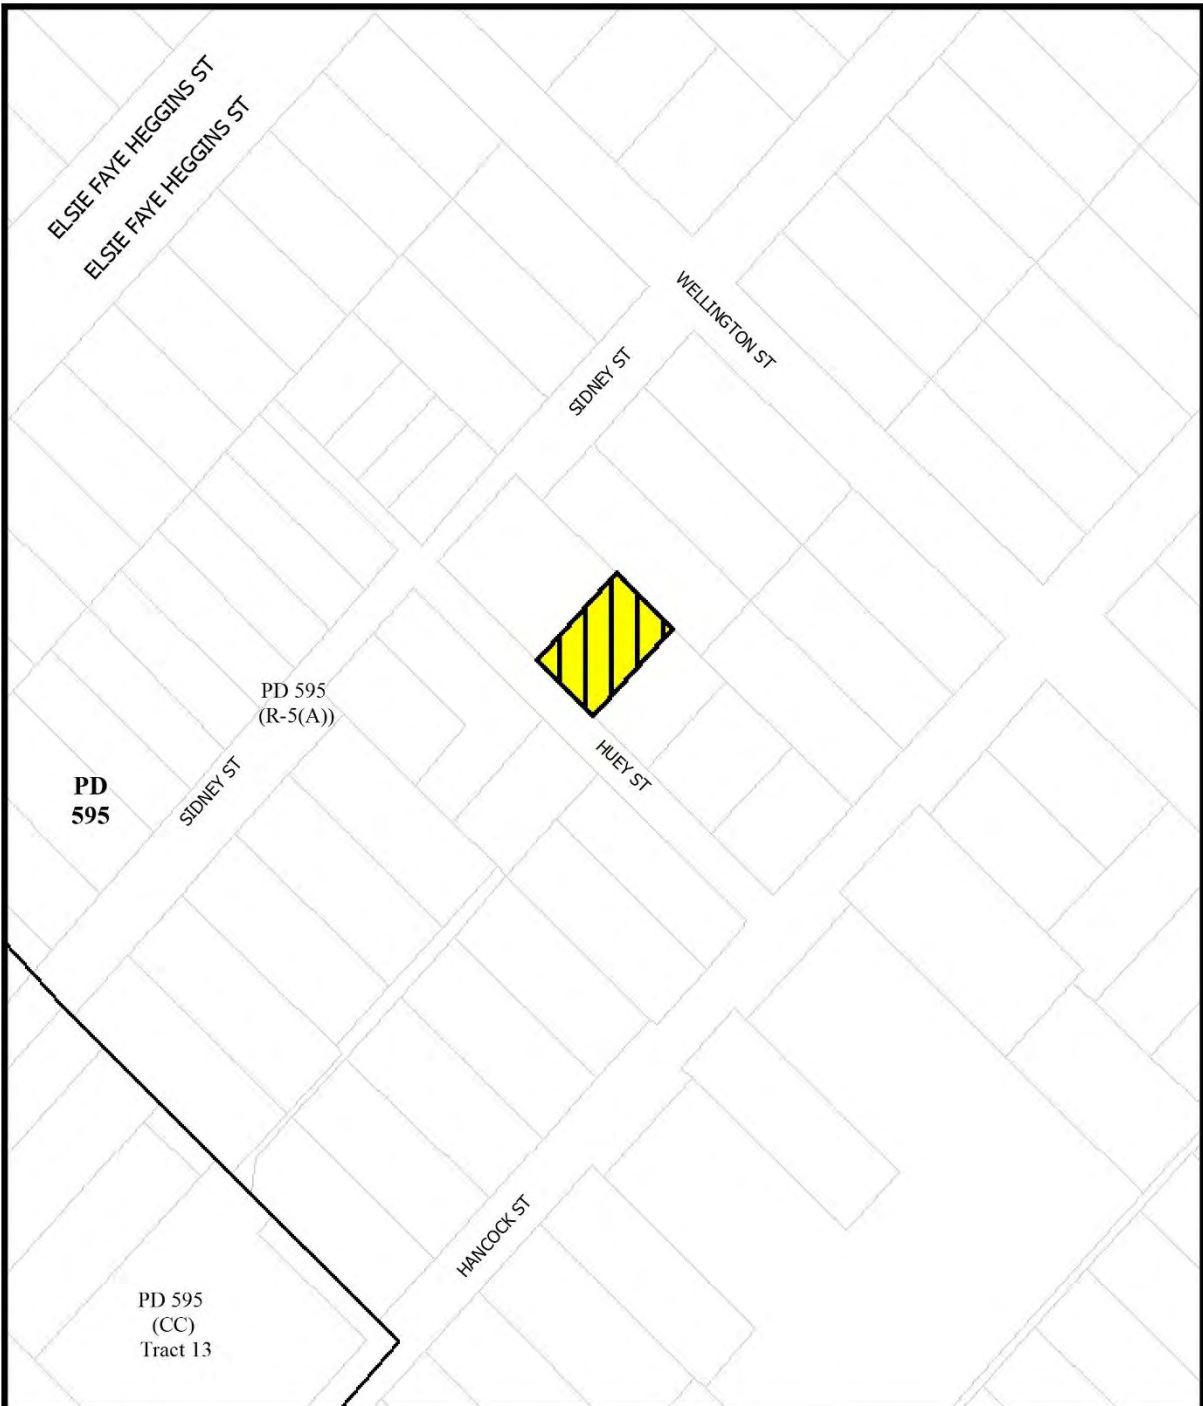 ELSIE FAYE HEGGINS ST
ELSIE FAYE HEGGINS ST
WELLINGTON ST
SIDNEY ST
PD 595
(R-5(A))
HUEY ST
SIDNEY ST
PD
595
HANCOCK ST
PD 595
(CC)
Tract 13